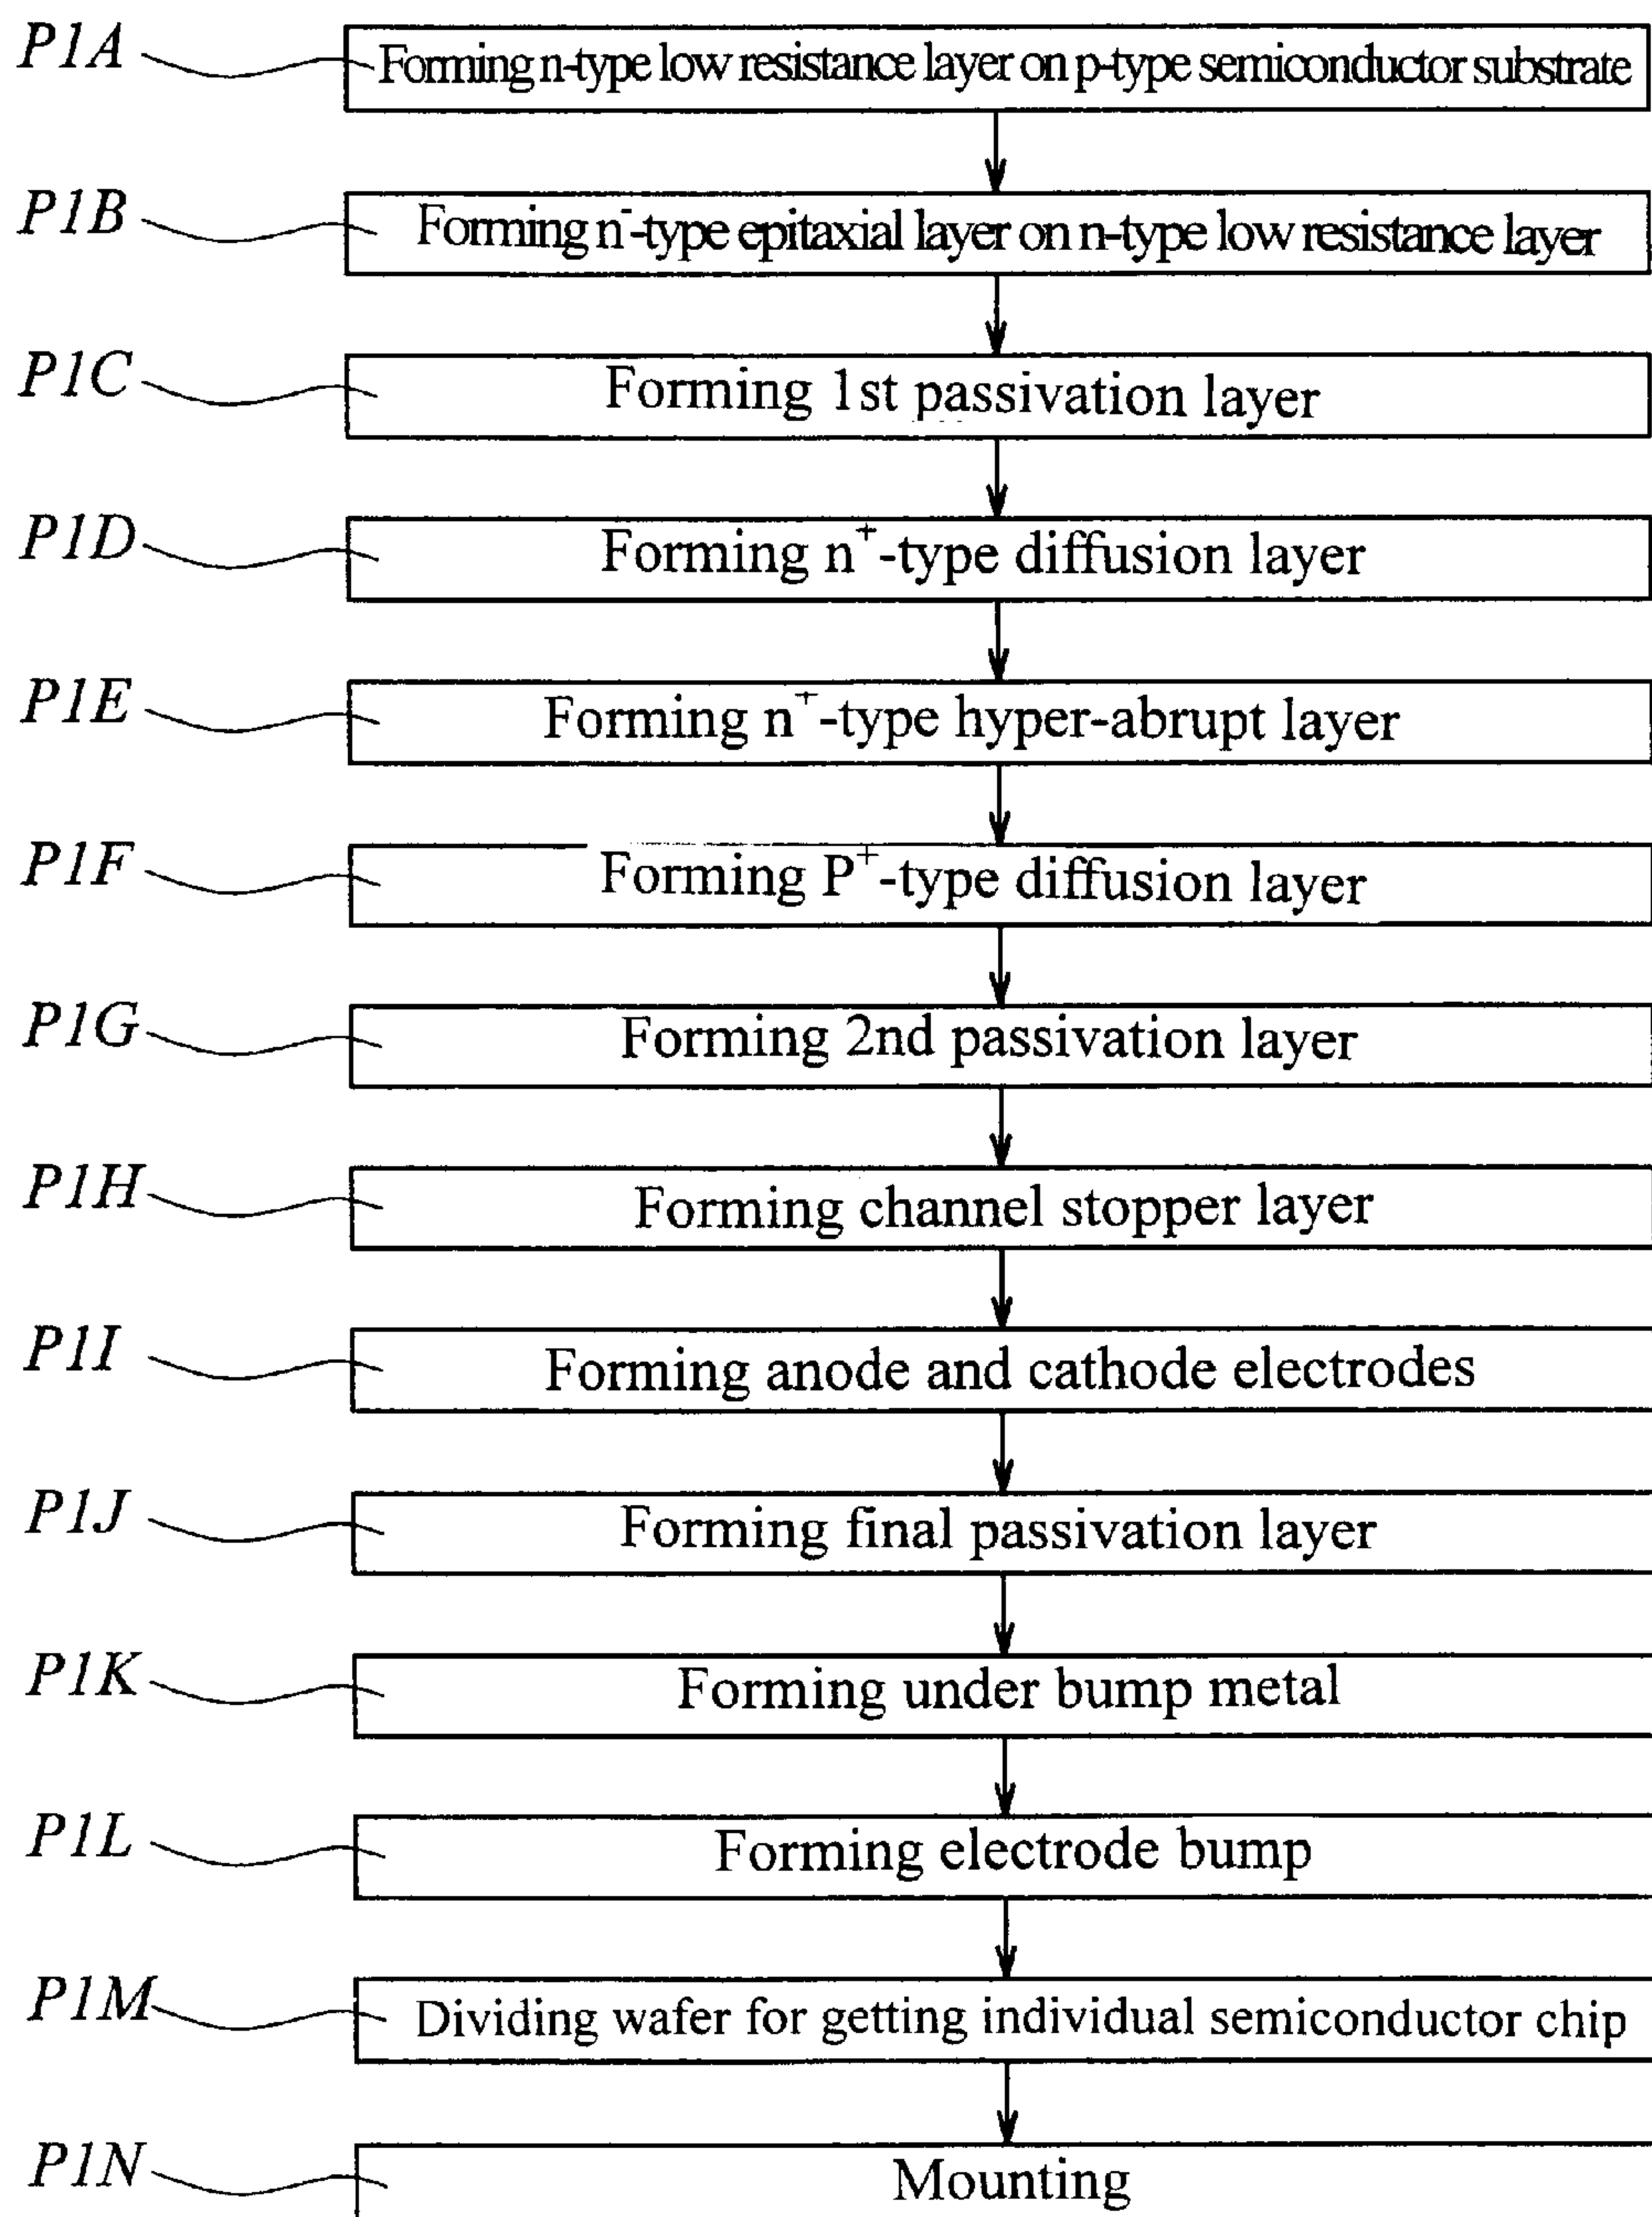 P1A Forming n-type low resistance layer on p-type semiconductor substrate
P1B Forming n⁻-type epitaxial layer on n-type low resistance layer
P1C Forming 1st passivation layer
P1D Forming n⁺-type diffusion layer
P1E Forming n⁺-type hyper-abrupt layer
P1F Forming P⁺-type diffusion layer
P1G Forming 2nd passivation layer
P1H Forming channel stopper layer
P1I Forming anode and cathode electrodes
P1J Forming final passivation layer
P1K Forming under bump metal
P1L Forming electrode bump
P1M Dividing wafer for getting individual semiconductor chip
P1N Mounting